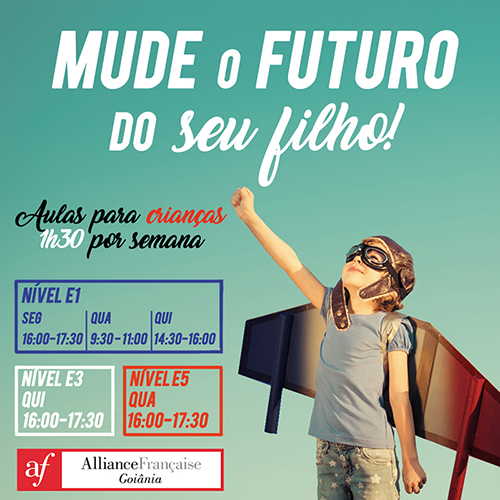 MUDE O FUTURO
DO seu filho!
Aulas para crianças
1h30 por semana
NÍVEL E1
SEG QUA QUI
16:00-17:30 9:30-11:00 14:30-16:00
NÍVEL E3
QUI
16:00-17:30
NÍVEL E5
QUA
16:00-17:30
af AllianceFrançaise
Goiânia